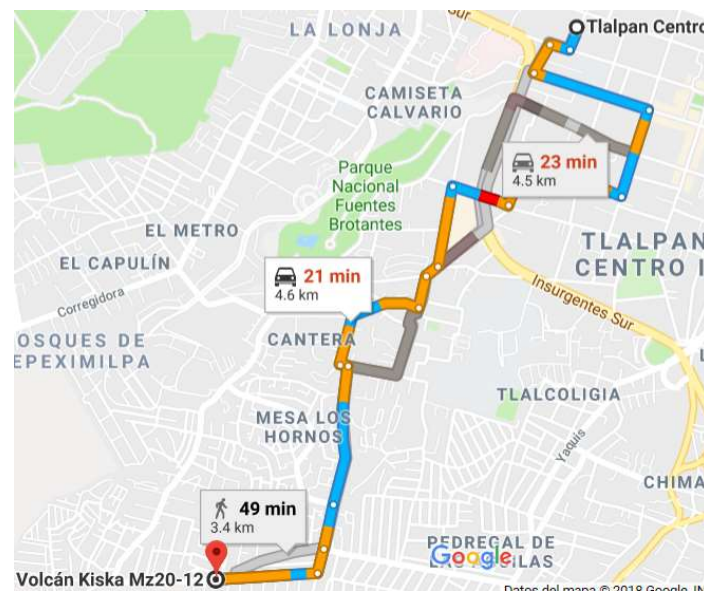 Sur
Tlalpan Centro
LA LONJA
CAMISETA
CALVARIO
23 min
4.5 km
Parque
Nacional
Fuentes
Brotantes
EL METRO
TLALPAN
CENTRO I
EL CAPULÍN
21 min
4.6 km
Insurgentes Sur
Corregidora
OSQUES DE
EPEXIMILPA
CANTERA
TLALCOLIGIA
MESA LOS
HORNOS
Yaquis
CHIMA
49 min
3.4 km
PEDREGAL DE
LAS ÁGUILAS
Google
Volcán Kiska Mz20-12
Datos del mapa © 2018 Google, IN